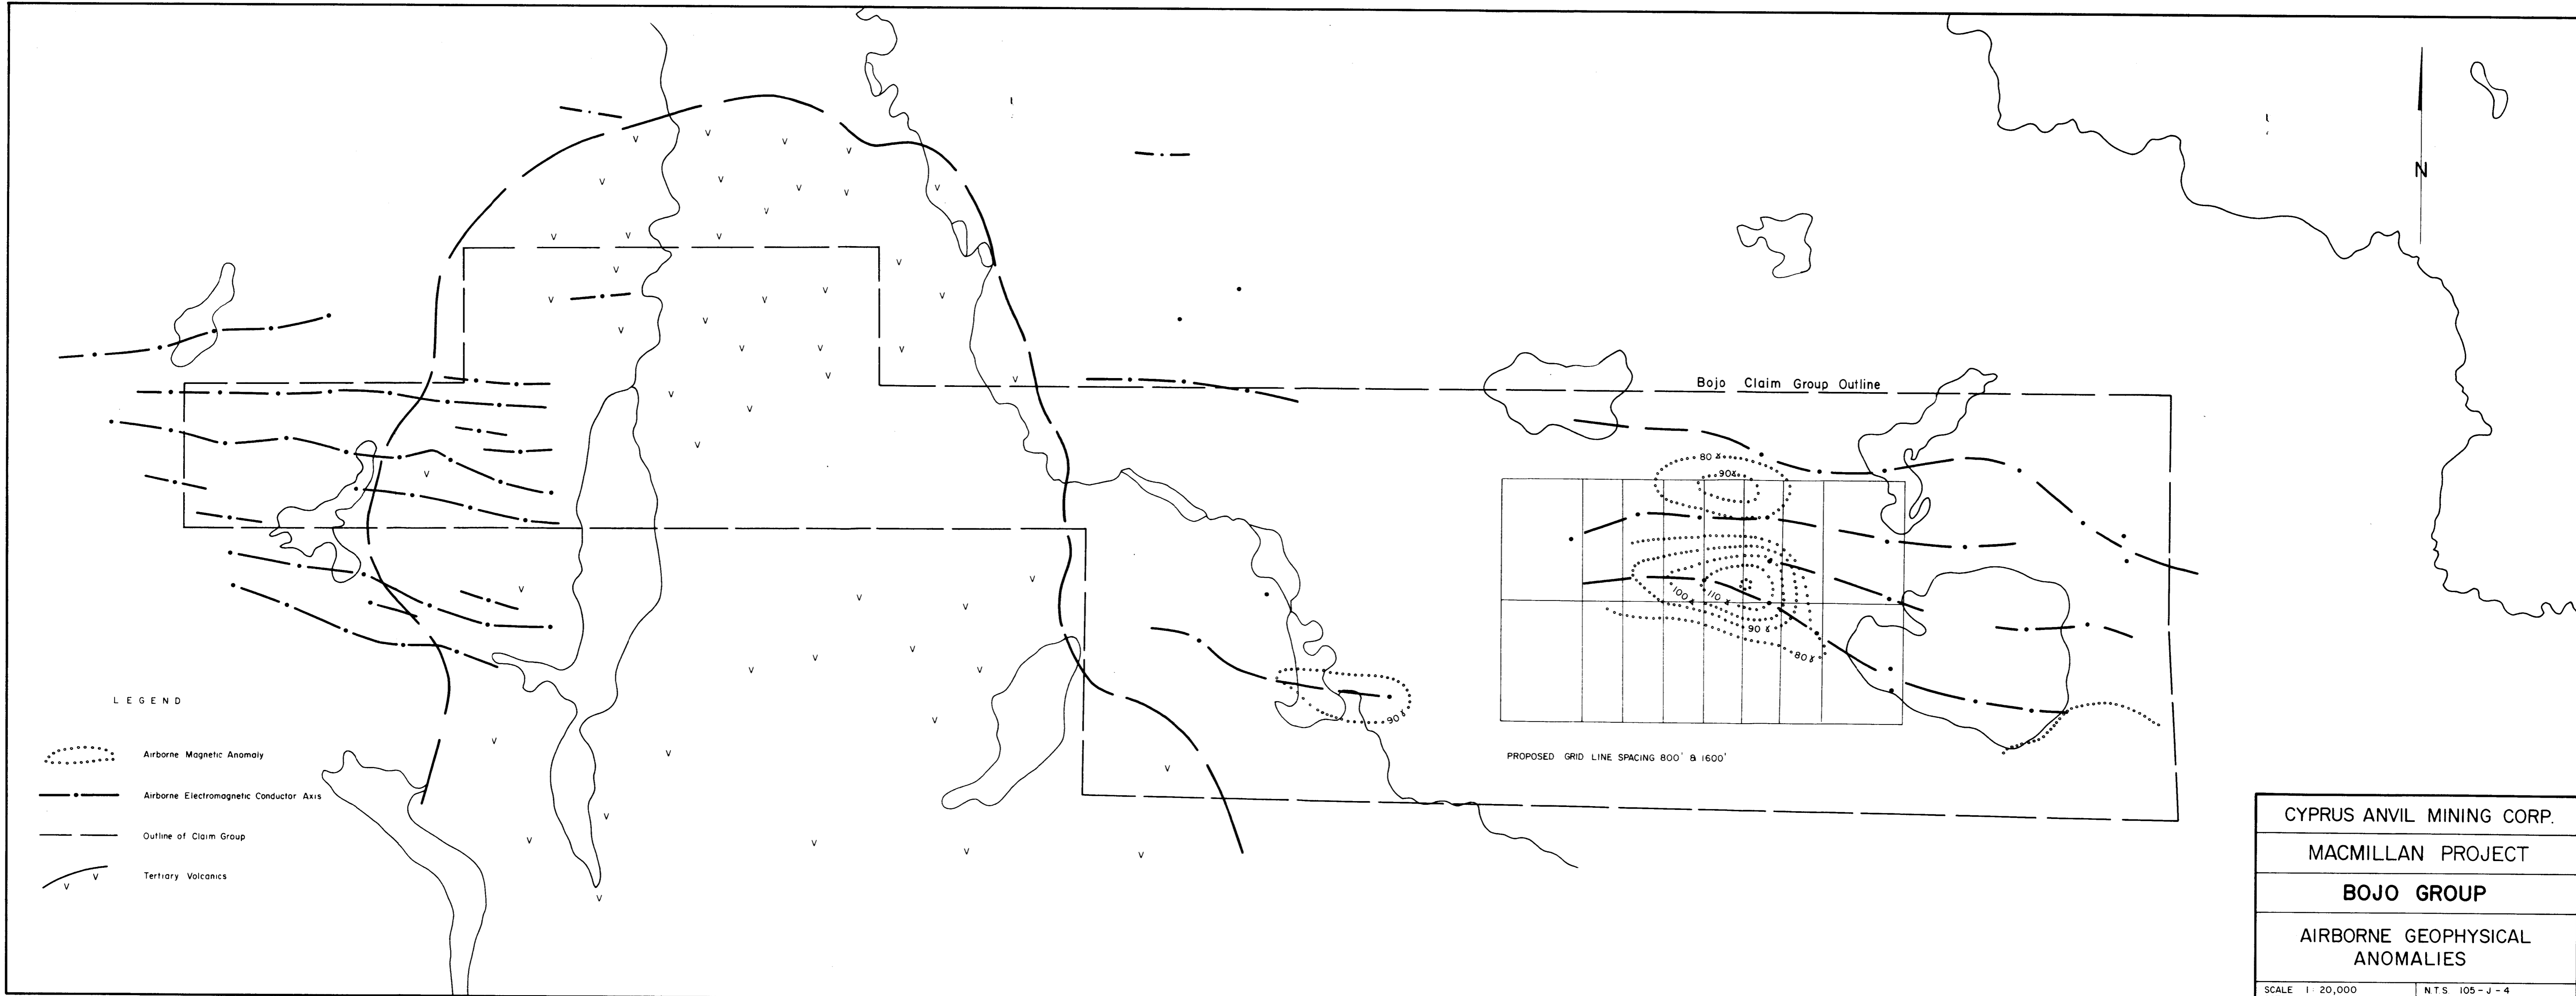 N
Bojo Claim Group Outline
80 ɣ
90ɣ
100 ɣ
110 ɣ
90 ɣ
80 ɣ
90 ɣ
PROPOSED GRID LINE SPACING 800' & 1600'
LEGEND
Airborne Magnetic Anomaly
Airborne Electromagnetic Conductor Axis
Outline of Claim Group
V V Tertiary Volcanics
CYPRUS ANVIL MINING CORP.
MACMILLAN PROJECT
BOJO GROUP
AIRBORNE GEOPHYSICAL
ANOMALIES
SCALE 1:20,000 N.T.S. 105-J-4